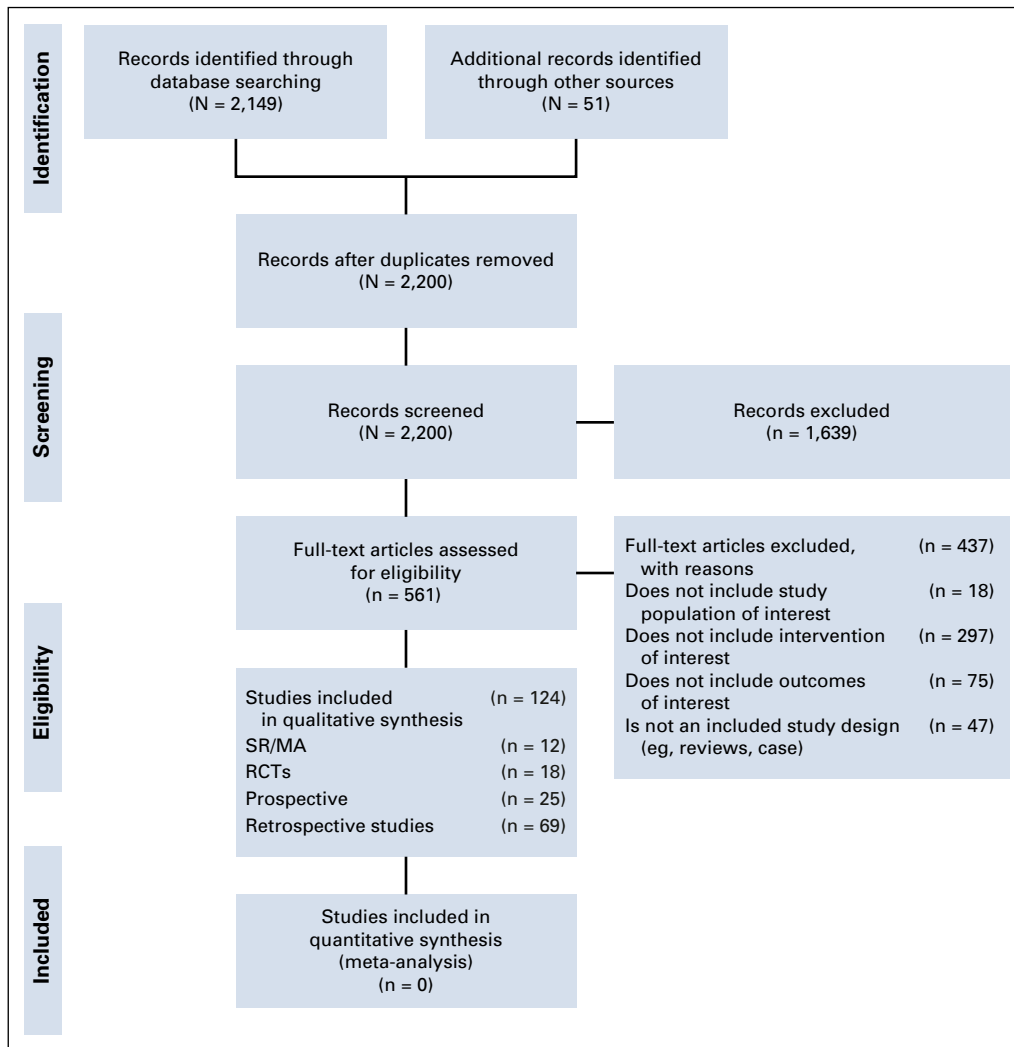 Identification
Records identified through
database searching
(N = 2,149)
Additional records identified
through other sources
(N = 51)
Records after duplicates removed
(N = 2,200)
Screening
Records screened
(N = 2,200)
Records excluded
(n = 1,639)
Eligibility
Full-text articles assessed
for eligibility
(n = 561)
Full-text articles excluded, (n = 437)
with reasons
Does not include study (n = 18)
population of interest
Does not include intervention (n = 297)
of interest
Does not include outcomes (n = 75)
of interest
Is not an included study design (n = 47)
(eg, reviews, case)
Studies included (n = 124)
in qualitative synthesis
SR/MA (n = 12)
RCTs (n = 18)
Prospective (n = 25)
Retrospective studies (n = 69)
Included
Studies included in
quantitative synthesis
(meta-analysis)
(n = 0)